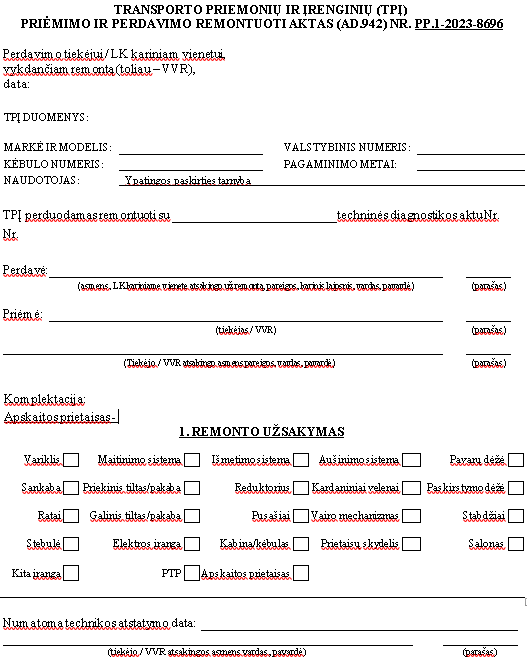 TRANSPORTO PRIEMONIŲ IR ĮRENGINIŲ (TPĮ)
PRIĖMIMO IR PERDAVIMO REMONTUOTI AKTAS (AD.942) NR. PP.1-2023-8696
Perdavimo tiekėjui / LK kariniam vienetui,
vykdančiam remontą (toliau – VVR),
data:
TPĮ DUOMENYS:
MARKĖ IR MODELIS: VALSTYBINIS NUMERIS:
KĖBULO NUMERIS: PAGAMINIMO METAI:
NAUDOTOJAS: Ypatingos paskirties tarnyba
TPĮ perduodamas remontuoti su techninės diagnostikos aktu Nr.
Nr.
Perdavė:
(asmens, LK kariniame vienete atsakingo už remontą, pareigos, karinis laipsnis, vardas, pavardė) (parašas)
Priėmė:
(tiekėjas / VVR) (parašas)
(Tiekėjo / VVR atsakingo asmens pareigos, vardas, pavardė) (parašas)
Komplektacija:
Apskaitos prietaisas -
1. REMONTO UŽSAKYMAS
Variklis Maitinimo sistema Išmetimo sistema Aušinimo sistema Pavarų dėžė
Sankaba Priekinis tiltas/pakaba Reduktorius Kardaniniai velenai Paskirstymo dėžė
Ratai Galinis tiltas/pakaba Pusašiai Vairo mechanizmas Stabdžiai
Stebulė Elektros įranga Kabina/kėbulas Prietaisų skydelis Salonas
Kita įranga PTP Apskaitos prietaisas
Numatoma technikos atstatymo data:
(tiekėjo / VVR atsakingos asmens vardas, pavardė) (parašas)